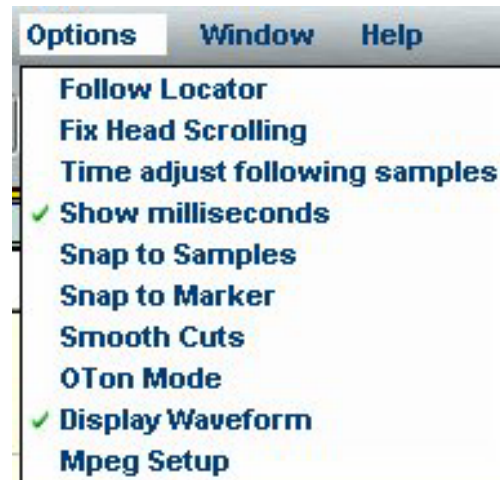 Options Window Help
Follow Locator
Fix Head Scrolling
Time adjust following samples
Show milliseconds
Snap to Samples
Snap to Marker
Smooth Cuts
OTon Mode
Display Waveform
Mpeg Setup